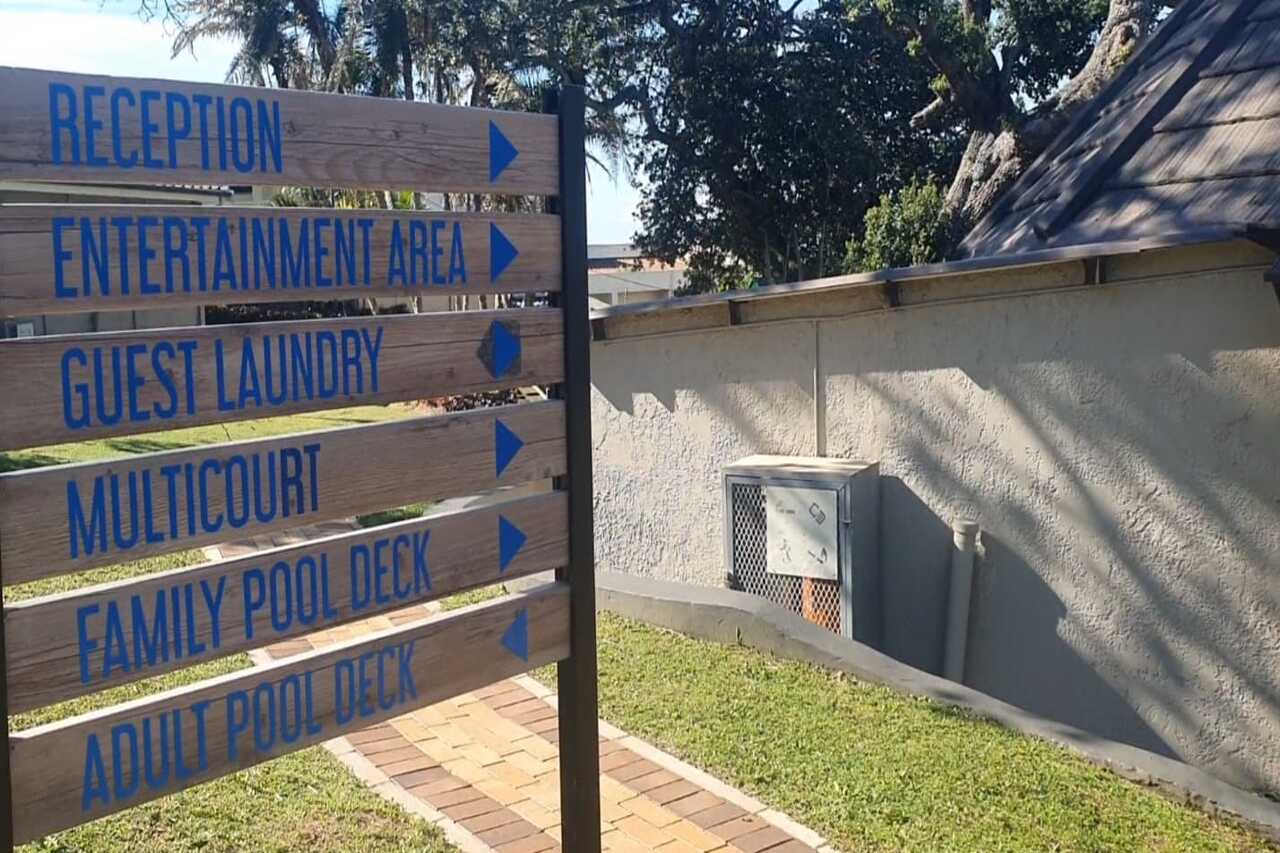 RECEPTION
ENTERTAINMENT AREA
GUEST LAUNDRY
MULTICOURT
FAMILY POOL DECK
ADULT POOL DECK